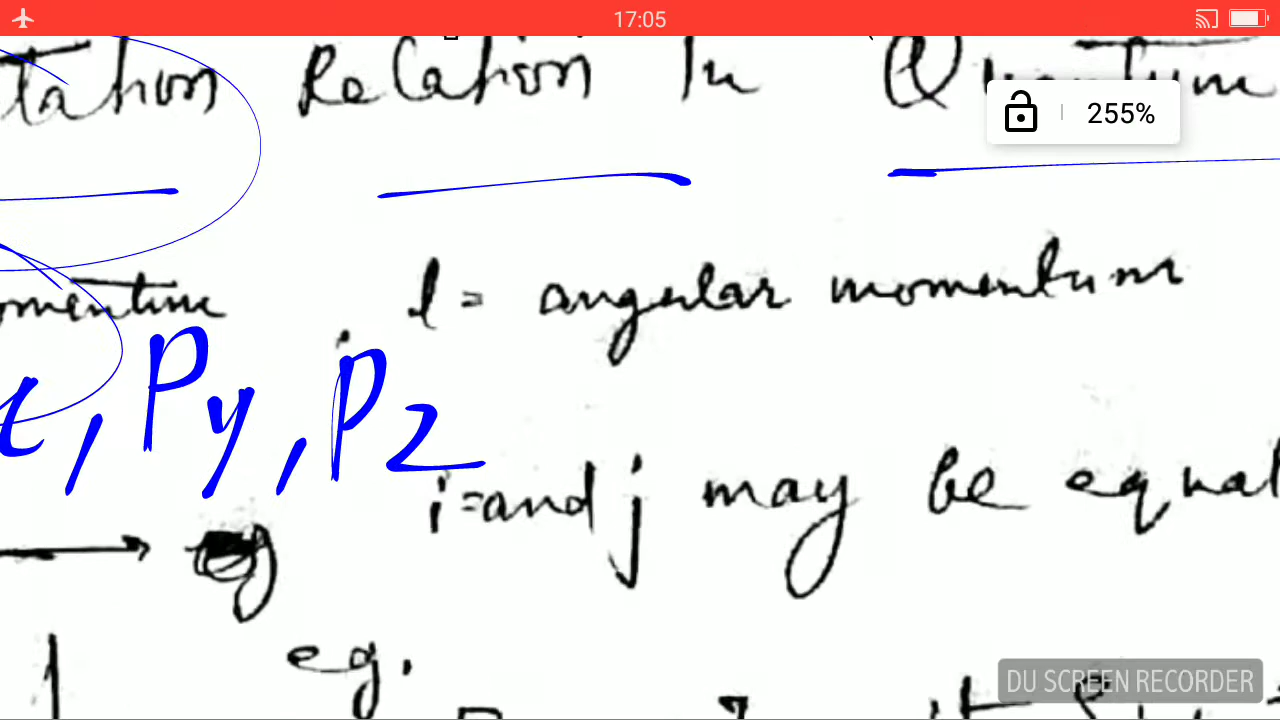 17:05
tation Relation In Quantum
255%
omentum l = angular momentum
, Py, Pz
i = and j may be equal
eg.
DU SCREEN RECORDER